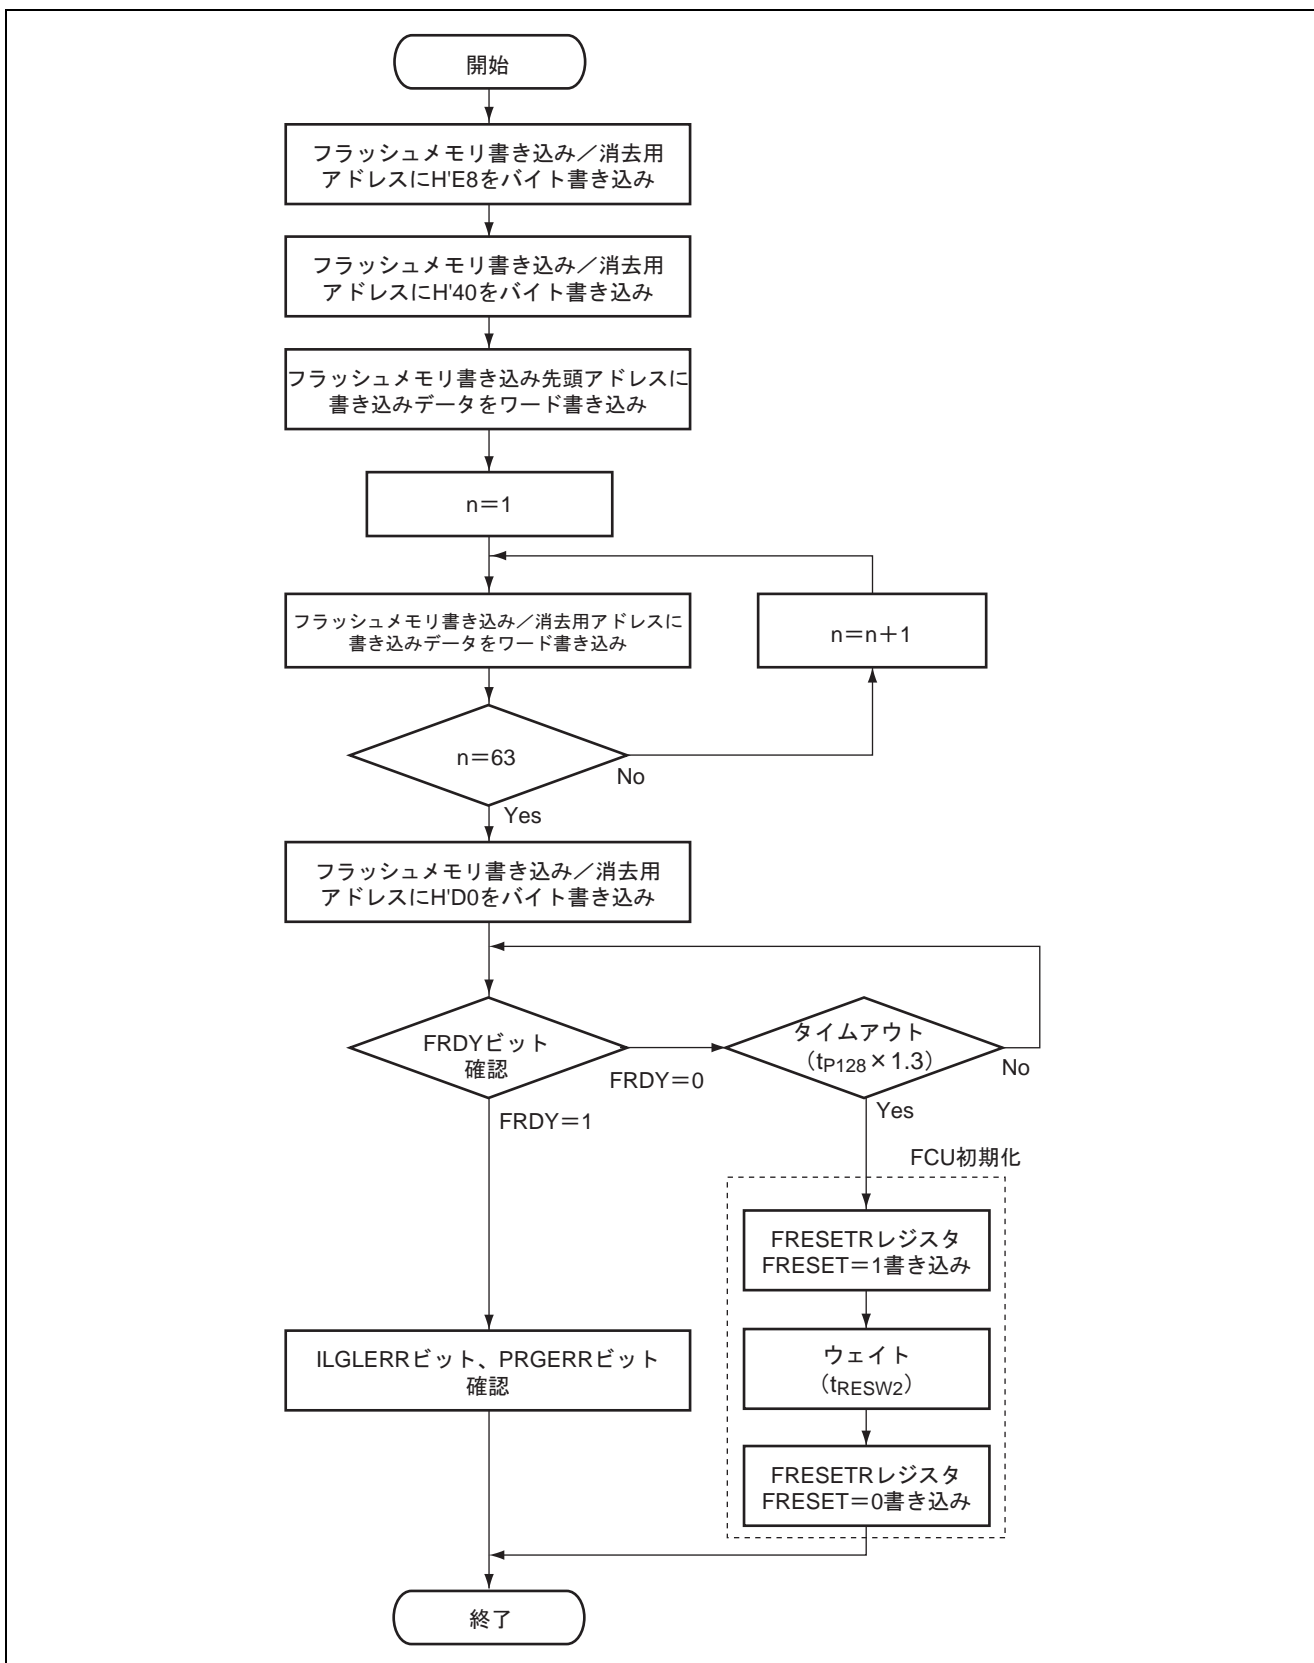 開始
フラッシュメモリ書き込み／消去用
アドレスにH'E8をバイト書き込み
フラッシュメモリ書き込み／消去用
アドレスにH'40をバイト書き込み
フラッシュメモリ書き込み先頭アドレスに
書き込みデータをワード書き込み
n＝1
フラッシュメモリ書き込み／消去用アドレスに
書き込みデータをワード書き込み
n＝n＋1
n＝63
No
Yes
フラッシュメモリ書き込み／消去用
アドレスにH'D0をバイト書き込み
FRDYビット
確認
FRDY＝0
FRDY＝1
タイムアウト
（tP128×1.3）
No
Yes
FCU初期化
FRESETRレジスタ
FRESET＝1書き込み
ウェイト
（tRESW2）
FRESETRレジスタ
FRESET＝0書き込み
ILGLERRビット、PRGERRビット
確認
終了